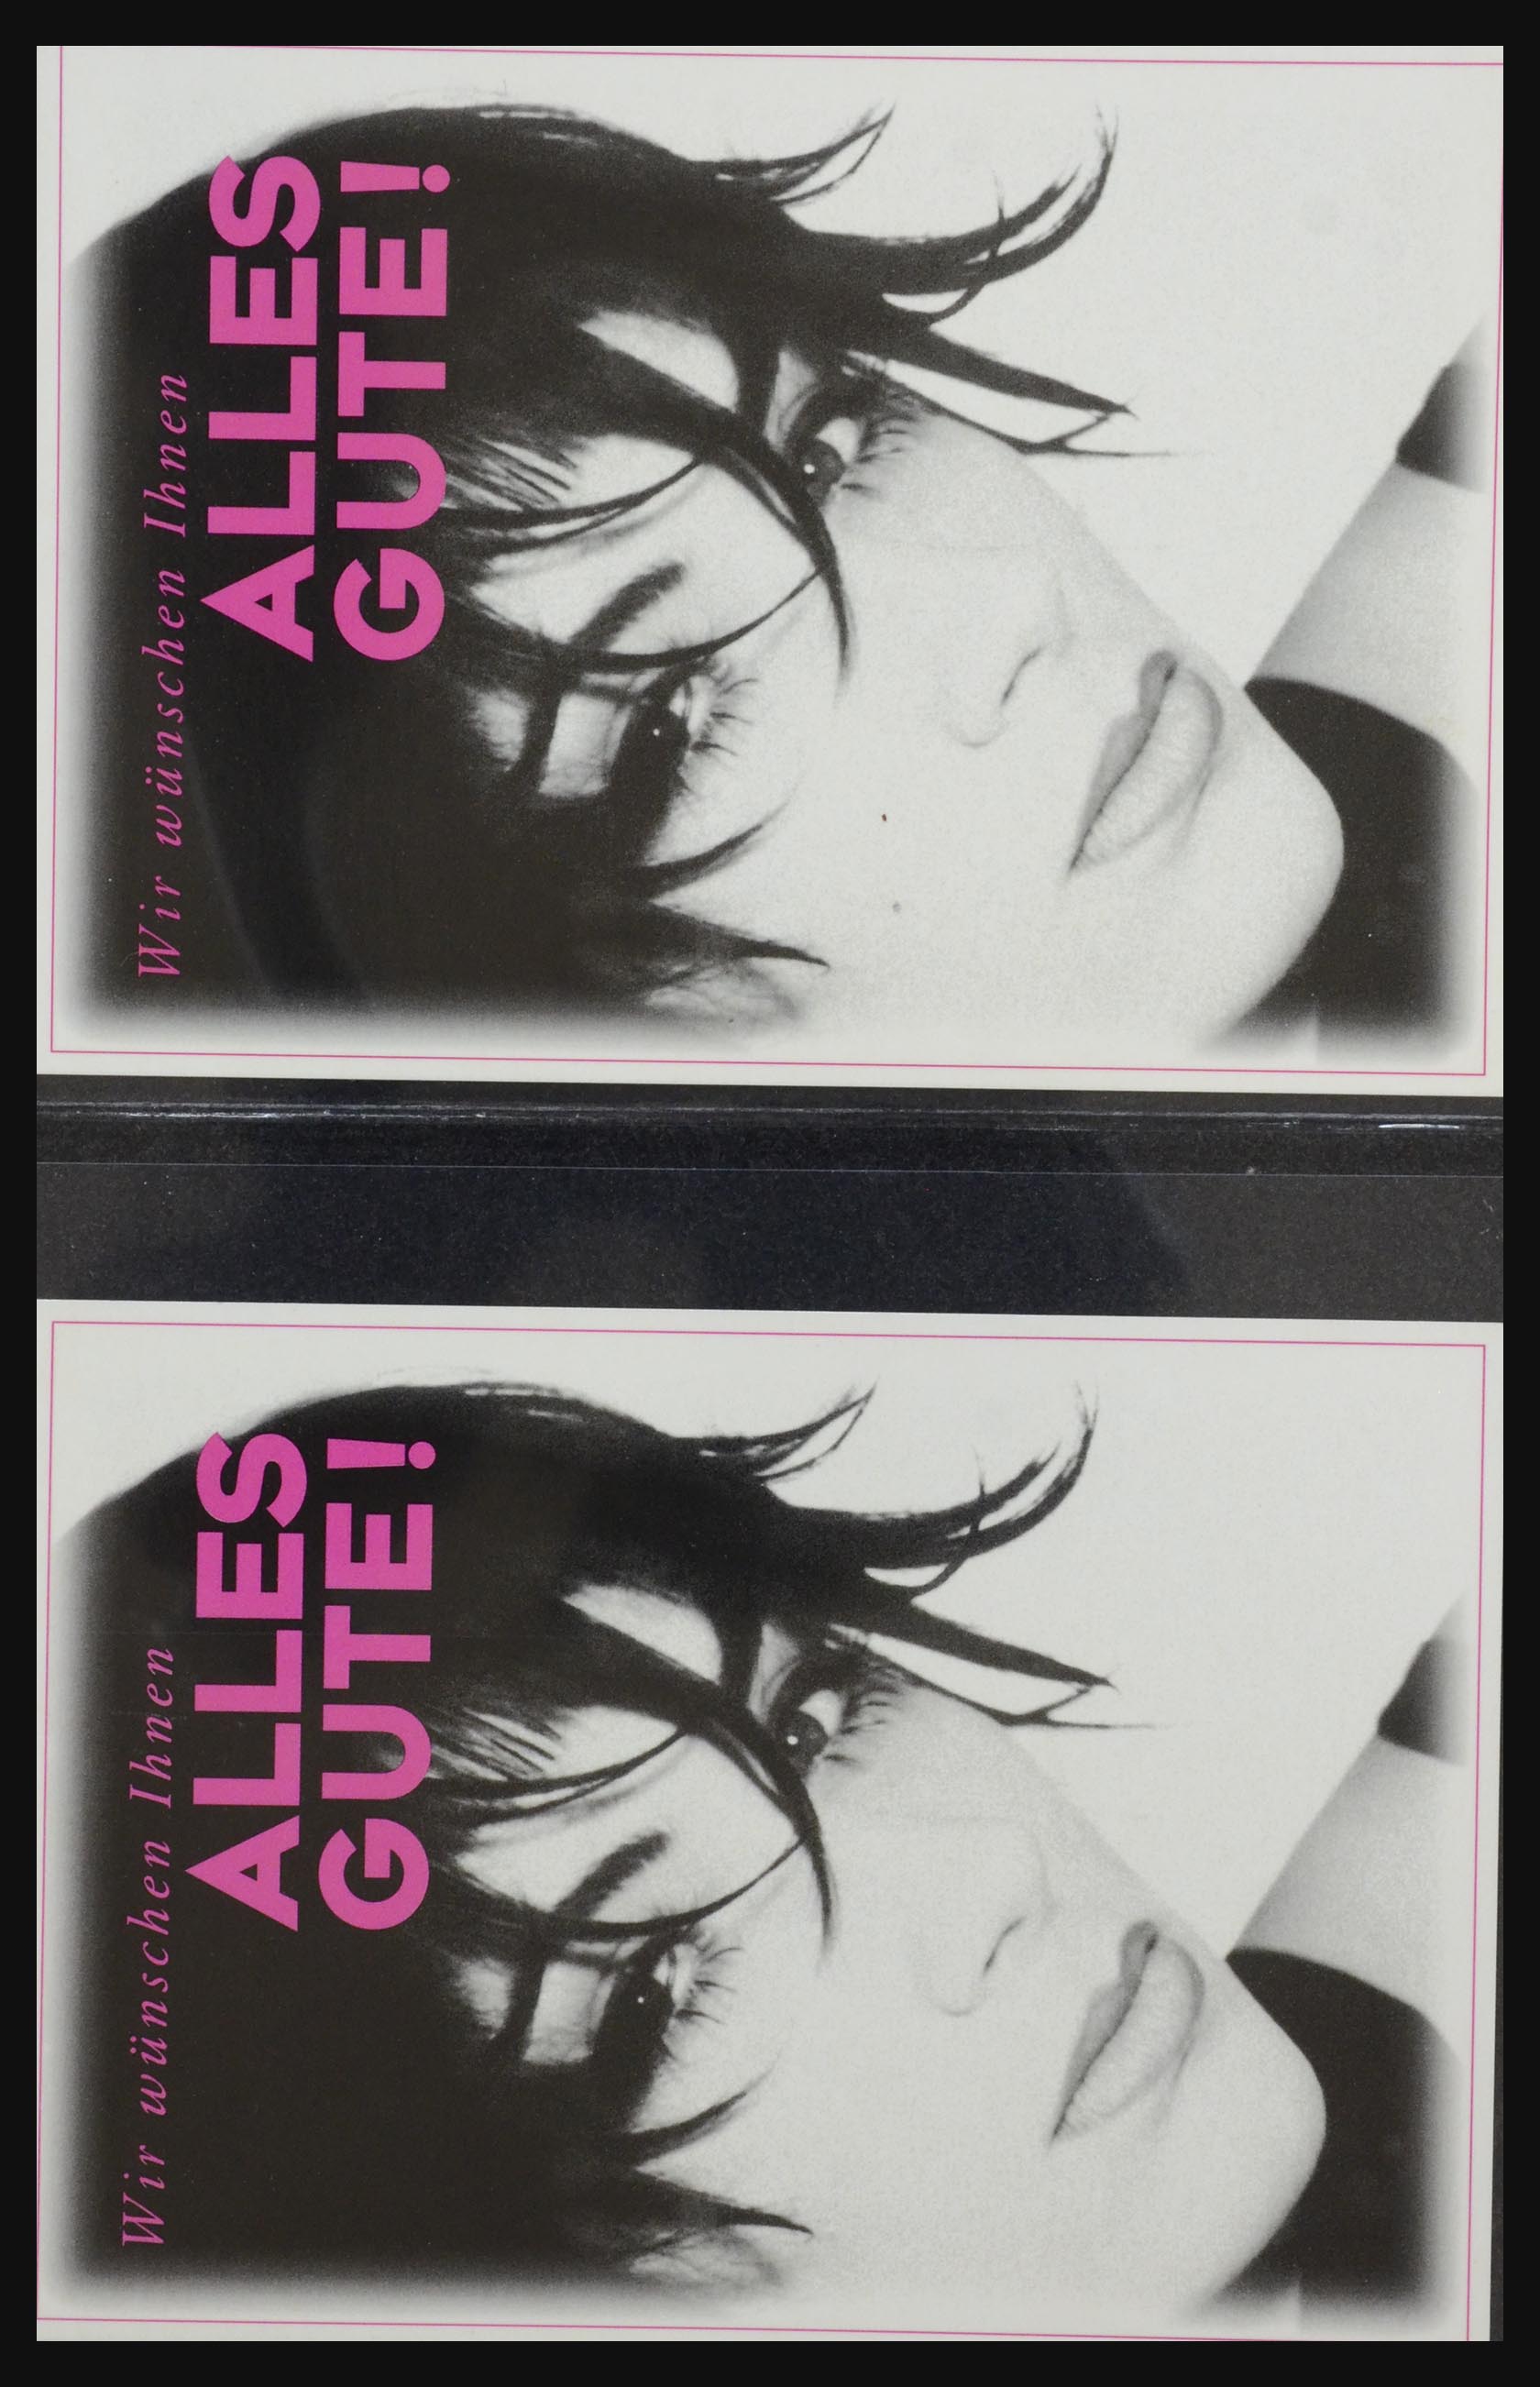 Wir wünschen Ihnen
ALLES
GUTE!
Wir wünschen Ihnen
ALLES
GUTE!